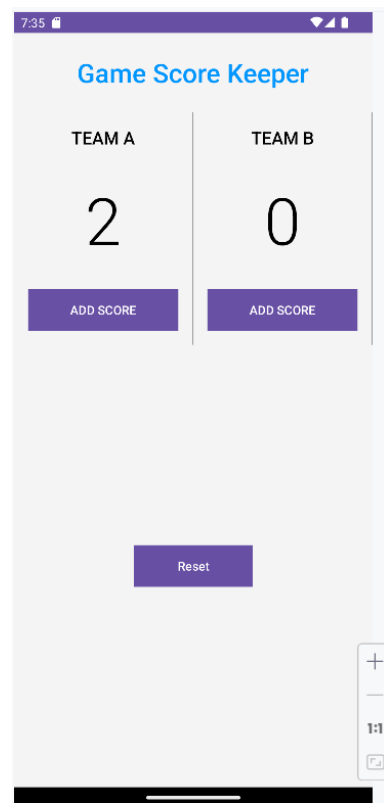 7:35
Game Score Keeper
TEAM A
TEAM B
2
0
ADD SCORE
ADD SCORE
Reset
1:1